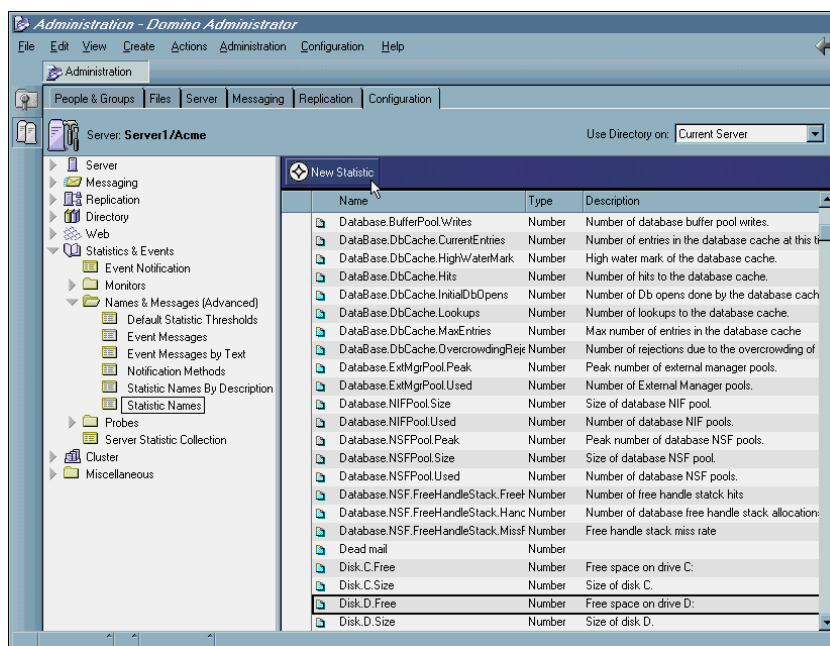 Administration - Domino Administrator
File Edit View Create Actions Administration Configuration Help
Administration
People & Groups Files Server Messaging Replication Configuration
Server: Server1/Acme Use Directory on: Current Server
Server
Messaging
Replication
Directory
Web
Statistics & Events
Event Notification
Monitors
Names & Messages (Advanced)
Default Statistic Thresholds
Event Messages
Event Messages by Text
Notification Methods
Statistic Names By Description
Statistic Names
Probes
Server Statistic Collection
Cluster
Miscellaneous
New Statistic
Name Type Description
Database.BufferPool.Writes Number Number of database buffer pool writes.
DataBase.DbCache.CurrentEntries Number Number of entries in the database cache at this ti
DataBase.DbCache.HighWaterMark Number High water mark of the database cache.
DataBase.DbCache.Hits Number Number of hits to the database cache.
DataBase.DbCache.InitialDbOpens Number Number of Db opens done by the database cach
DataBase.DbCache.Lookups Number Number of lookups to the database cache.
DataBase.DbCache.MaxEntries Number Max number of entries in the database cache
DataBase.DbCache.OvercrowdingReje Number Number of rejections due to the overcrowding of
Database.ExtMgrPool.Peak Number Peak number of external manager pools.
Database.ExtMgrPool.Used Number Number of External Manager pools.
Database.NIFPool.Size Number Size of database NIF pool.
Database.NIFPool.Used Number Number of database NIF pools.
Database.NSFPool.Peak Number Peak number of database NSF pools.
Database.NSFPool.Size Number Size of database NSF pool.
Database.NSFPool.Used Number Number of database NSF pools.
Database.NSF.FreeHandleStack.FreeH Number Number of free handle statck hits
Database.NSF.FreeHandleStack.Hanc Number Number of database free handle stack allocation:
Database.NSF.FreeHandleStack.MissF Number Free handle stack miss rate
Dead mail Number
Disk.C.Free Number Free space on drive C:
Disk.C.Size Number Size of disk C.
Disk.D.Free Number Free space on drive D:
Disk.D.Size Number Size of disk D.